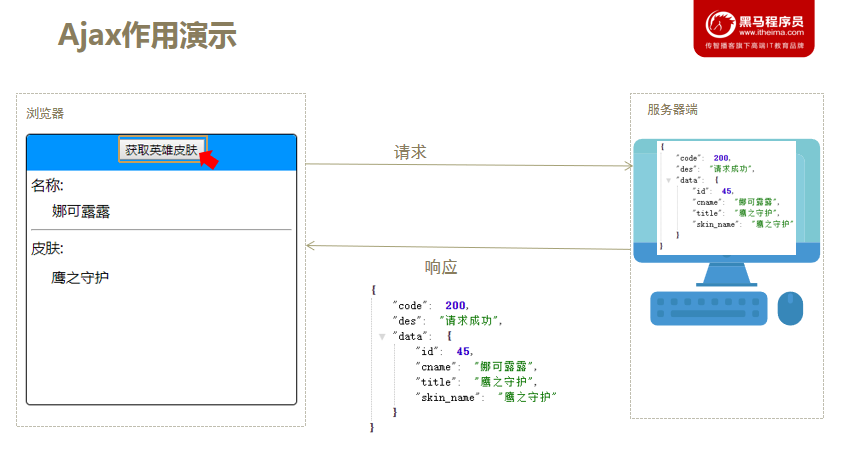 Ajax作用演示
黑马程序员
www.itheima.com
传智播客旗下高端IT教育品牌
浏览器
获取英雄皮肤
名称:
娜可露露
皮肤:
鹰之守护
请求
响应
{
"code": 200,
"des": "请求成功",
"data": {
"id": 45,
"cname": "娜可露露",
"title": "鹰之守护",
"skin_name": "鹰之守护"
}
}
服务器端
{
"code": 200,
"des": "请求成功",
"data": {
"id": 45,
"cname": "娜可露露",
"title": "鹰之守护",
"skin_name": "鹰之守护"
}
}